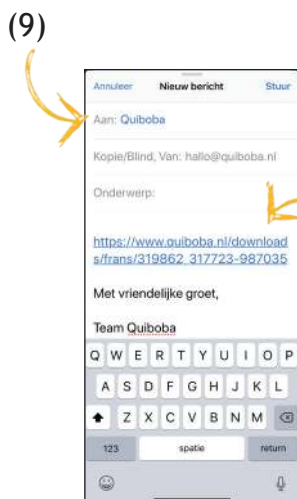 (9)
Annuleer Nieuw bericht Stuur
Aan: Quiboba
Kopie/Blind, Van: hallo@quiboba.nl
Onderwerp:
https://www.quiboba.nl/download
s/frans/319862_317723-987035
Met vriendelijke groet,
Team Quiboba
Q W E R T Y U I O P
A S D F G H J K L
Z X C V B N M
123 spatie return